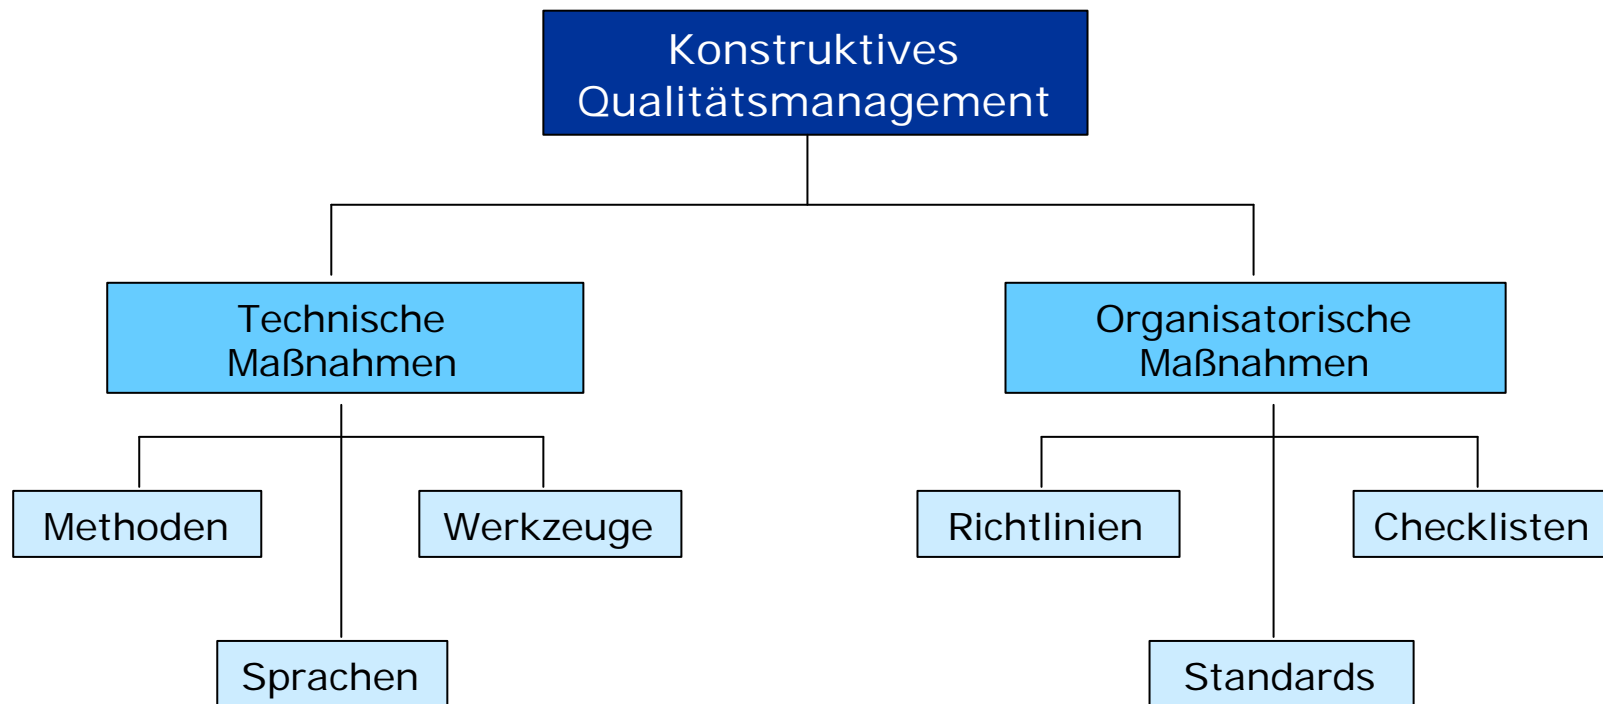 Konstruktives
Qualitätsmanagement
Technische
Maßnahmen
Organisatorische
Maßnahmen
Methoden
Werkzeuge
Richtlinien
Checklisten
Sprachen
Standards